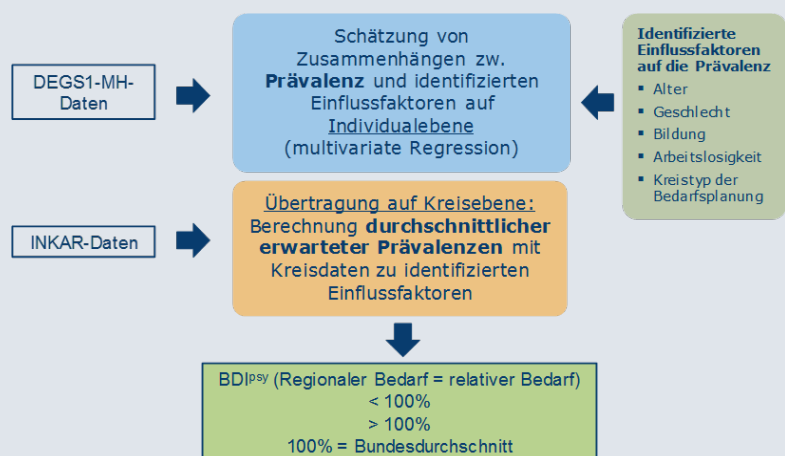 DEGS1-MH-
Daten
Schätzung von
Zusammenhängen zw.
Prävalenz und identifizierten
Einflussfaktoren auf
Individualebene
(multivariate Regression)
Identifizierte
Einflussfaktoren
auf die Prävalenz
▪ Alter
▪ Geschlecht
▪ Bildung
▪ Arbeitslosigkeit
▪ Kreistyp der
Bedarfsplanung
INKAR-Daten
Übertragung auf Kreisebene:
Berechnung durchschnittlicher
erwarteter Prävalenzen mit
Kreisdaten zu identifizierten
Einflussfaktoren
BDIpsy (Regionaler Bedarf = relativer Bedarf)
< 100%
> 100%
100% = Bundesdurchschnitt